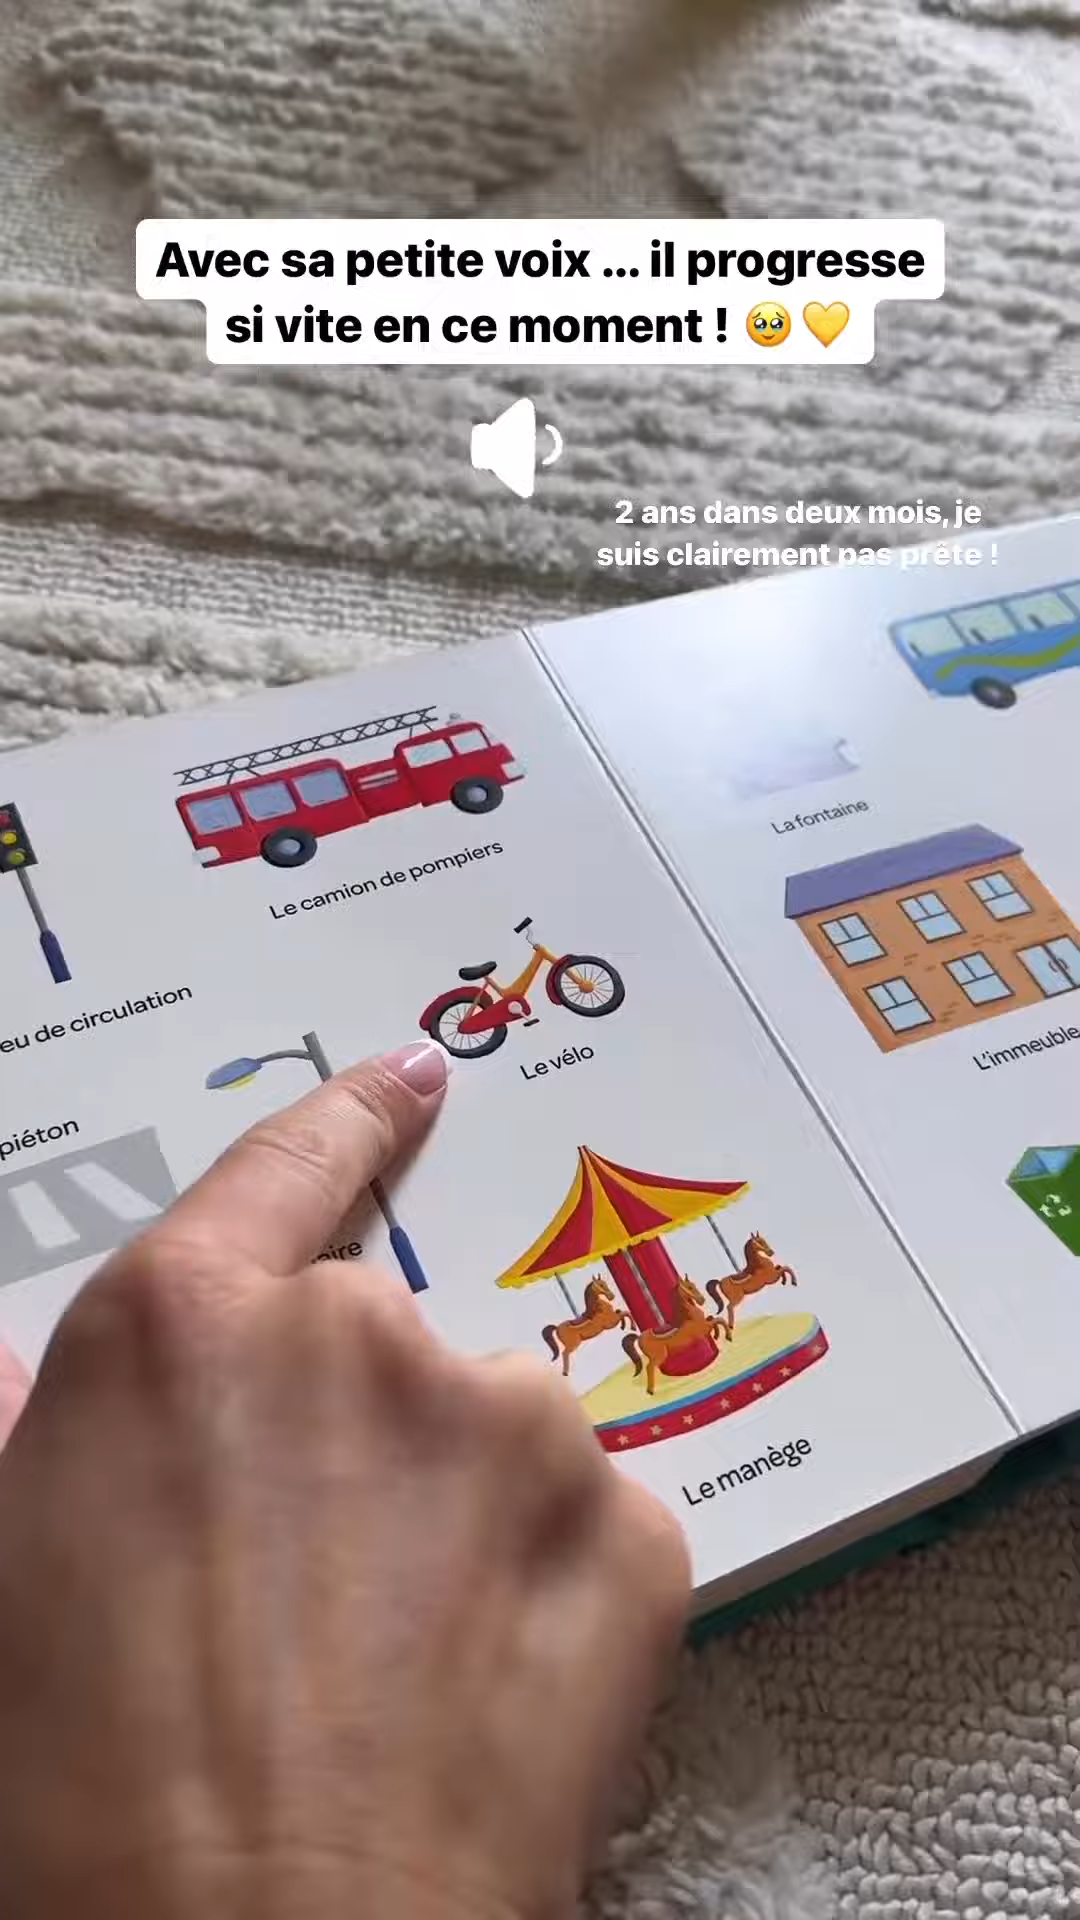 Avec sa petite voix ... il progresse
si vite en ce moment ! 🥹💛
2 ans dans deux mois, je
suis clairement pas prête !
Le camion de pompiers
La fontaine
eu de circulation
Le vélo
L'immeuble
piéton
aire
Le manège